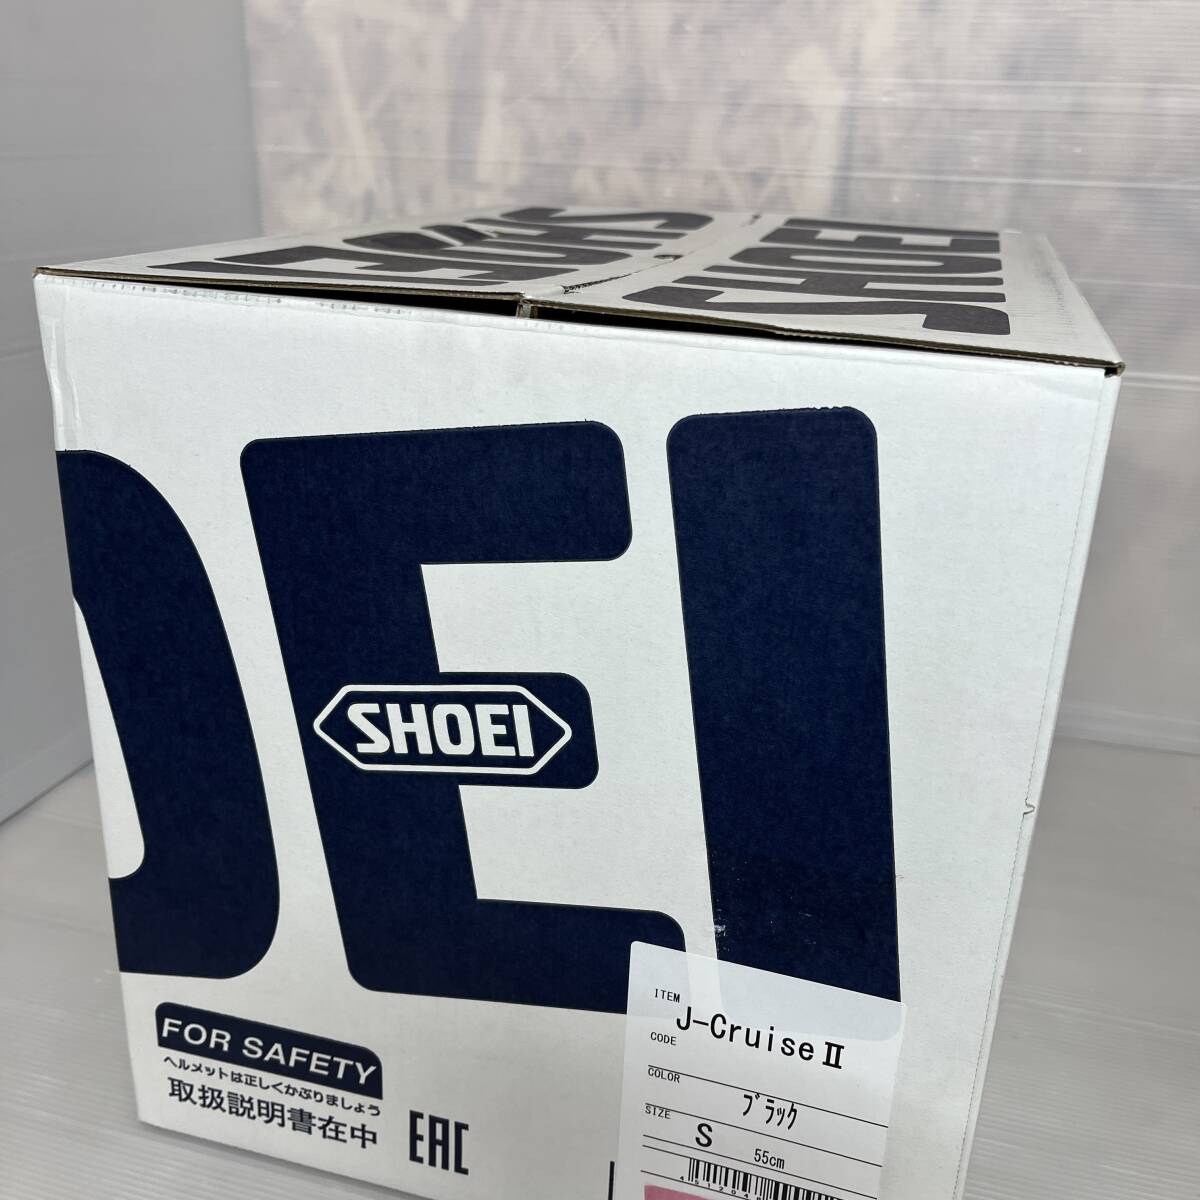 SHOEI
SHOEI
OEI
SHOEI
FOR SAFETY
ヘルメットは正しくかぶりましょう
取扱説明書在中
EAC
ITEM
J-Cruise Ⅱ
CODE
COLOR
ブラック
SIZE
S 55cm